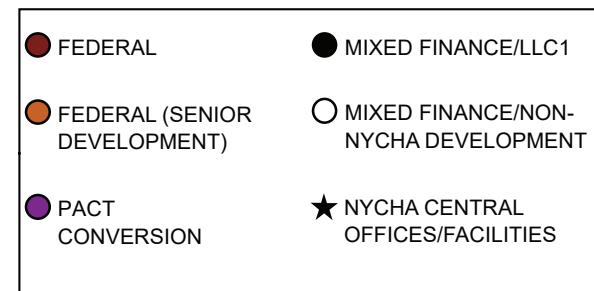 FEDERAL
MIXED FINANCE/LLC1
FEDERAL (SENIOR
DEVELOPMENT)
MIXED FINANCE/NON-
NYCHA DEVELOPMENT
PACT
CONVERSION
NYCHA CENTRAL
OFFICES/FACILITIES